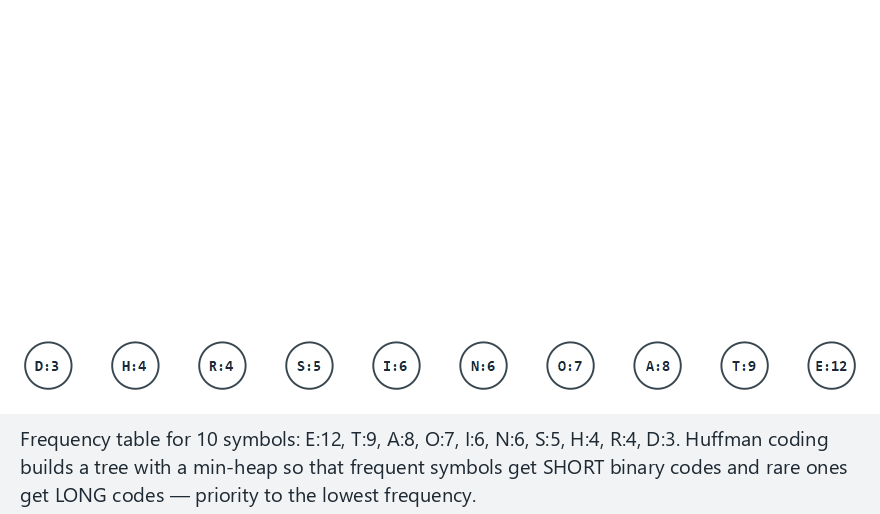 D:3 H:4 R:4 S:5 I:6 N:6 O:7 A:8 T:9 E:12
Frequency table for 10 symbols: E:12, T:9, A:8, O:7, I:6, N:6, S:5, H:4, R:4, D:3. Huffman coding
builds a tree with a min-heap so that frequent symbols get SHORT binary codes and rare ones
get LONG codes — priority to the lowest frequency.